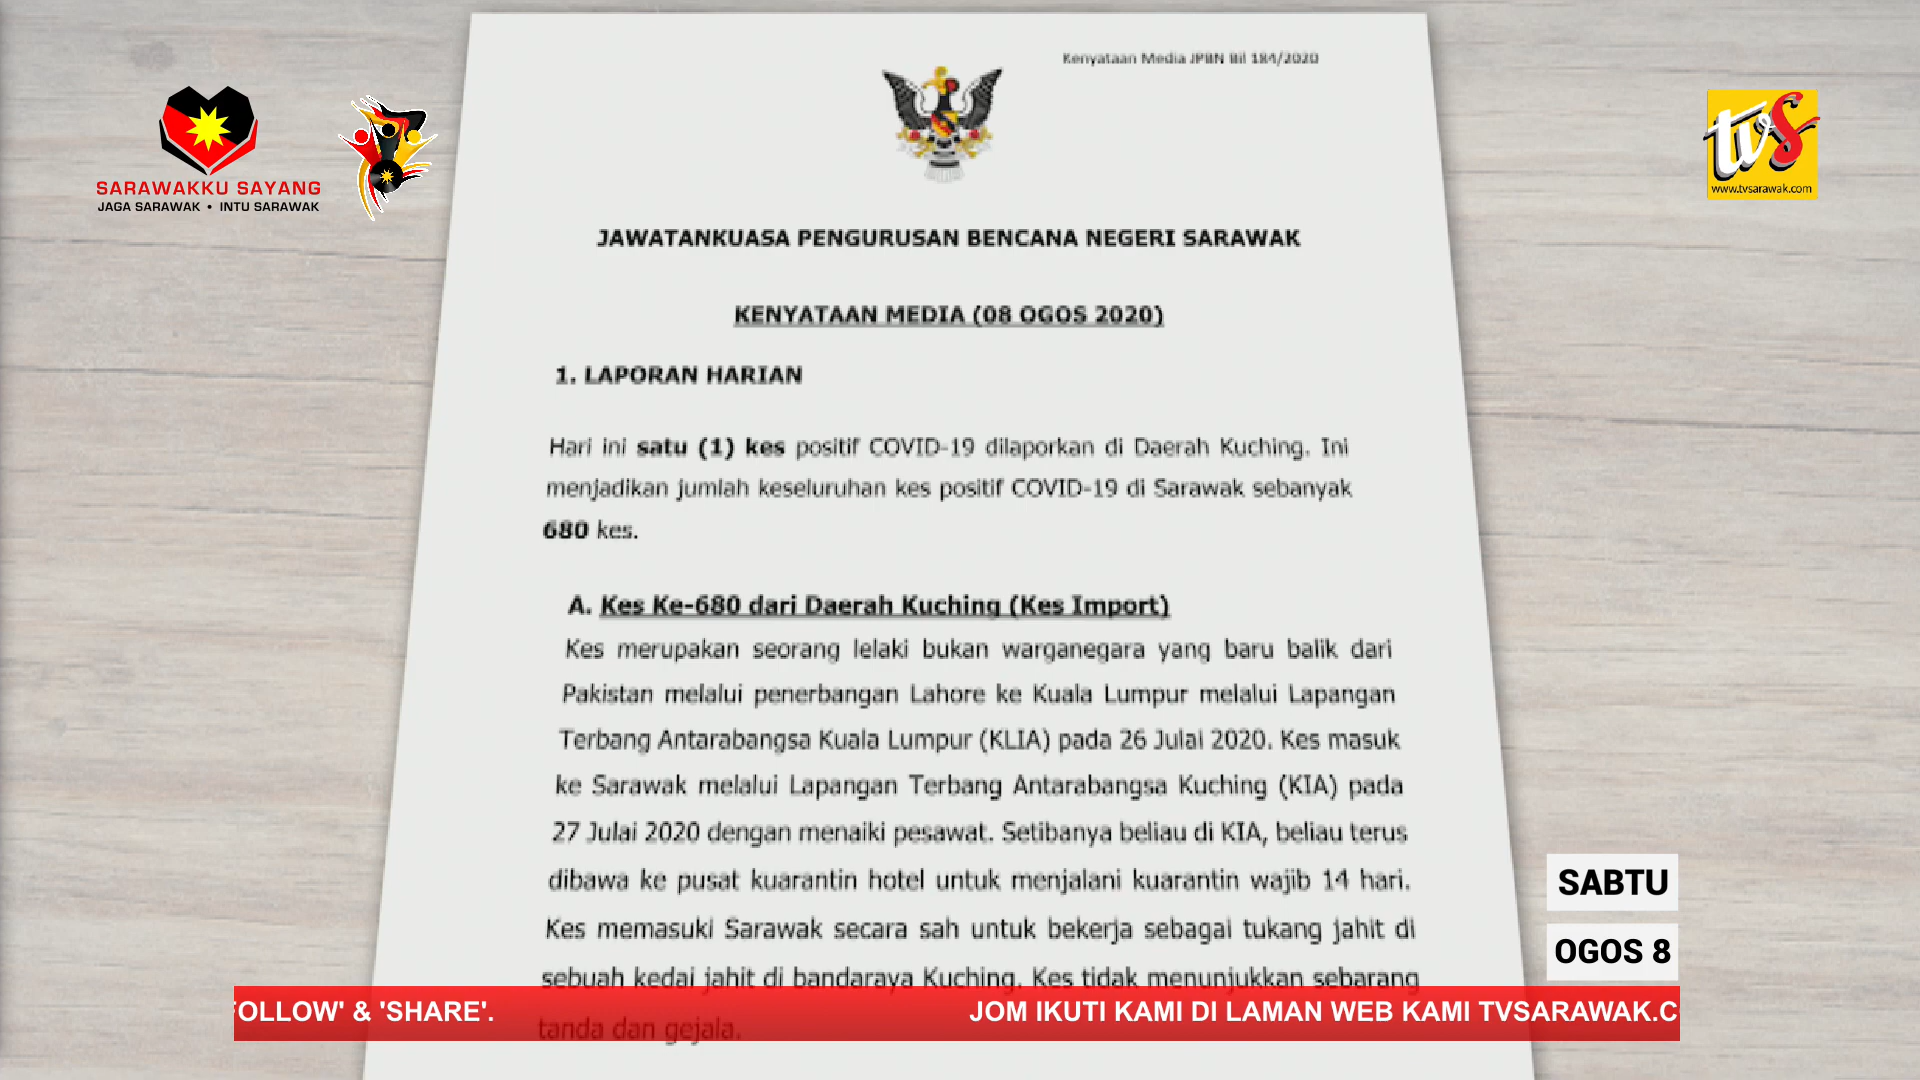 Kenyataan Media JPBN Bil 184/2020
SARAWAKKU SAYANG
JAGA SARAWAK • INTU SARAWAK
tvS
www.tvsarawak.com
JAWATANKUASA PENGURUSAN BENCANA NEGERI SARAWAK
KENYATAAN MEDIA (08 OGOS 2020)
1. LAPORAN HARIAN
Hari ini satu (1) kes positif COVID-19 dilaporkan di Daerah Kuching. Ini
menjadikan jumlah keseluruhan kes positif COVID-19 di Sarawak sebanyak
680 kes.
A. Kes Ke-680 dari Daerah Kuching (Kes Import)
Kes merupakan seorang lelaki bukan warganegara yang baru balik dari
Pakistan melalui penerbangan Lahore ke Kuala Lumpur melalui Lapangan
Terbang Antarabangsa Kuala Lumpur (KLIA) pada 26 Julai 2020. Kes masuk
ke Sarawak melalui Lapangan Terbang Antarabangsa Kuching (KIA) pada
27 Julai 2020 dengan menaiki pesawat. Setibanya beliau di KIA, beliau terus
dibawa ke pusat kuarantin hotel untuk menjalani kuarantin wajib 14 hari.
Kes memasuki Sarawak secara sah untuk bekerja sebagai tukang jahit di
sebuah kedai jahit di bandaraya Kuching. Kes tidak menunjukkan sebarang
tanda dan gejala.
SABTU
OGOS 8
FOLLOW' & 'SHARE'. JOM IKUTI KAMI DI LAMAN WEB KAMI TVSARAWAK.C